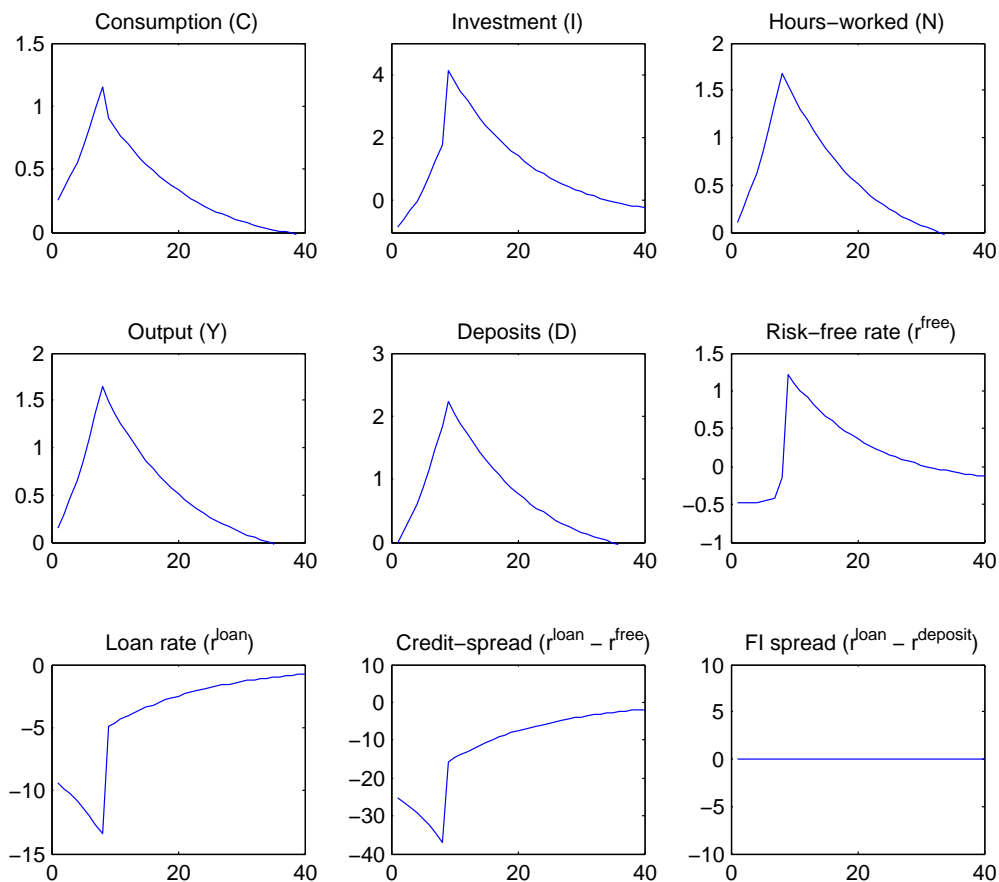 Consumption (C)
1.5
1
0.5
0
0 20 40
Investment (I)
4
2
0
0 20 40
Hours−worked (N)
2
1.5
1
0.5
0
0 20 40
Output (Y)
2
1.5
1
0.5
0
0 20 40
Deposits (D)
3
2
1
0
0 20 40
Risk−free rate (r^free)
1.5
1
0.5
0
−0.5
−1
0 20 40
Loan rate (r^loan)
0
−5
−10
−15
0 20 40
Credit−spread (r^loan − r^free)
10
0
−10
−20
−30
−40
0 20 40
FI spread (r^loan − r^deposit)
10
5
0
−5
−10
0 20 40